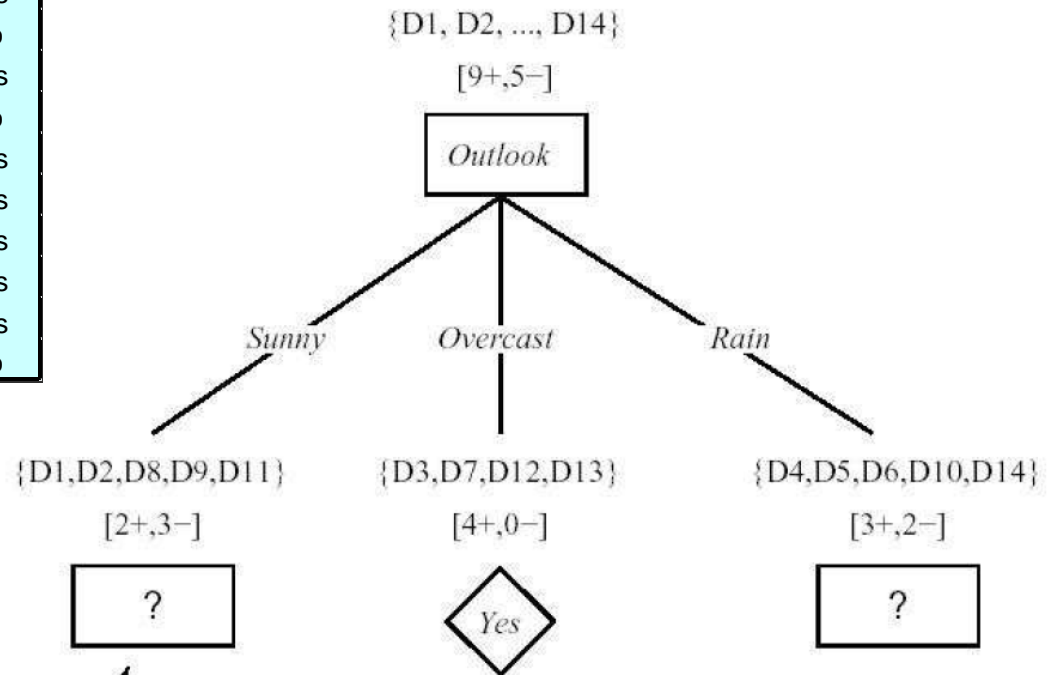 s
o
s
o
s
s
s
s
s
o
{D1, D2, ..., D14}
[9+,5−]
Outlook
Sunny Overcast Rain
{D1,D2,D8,D9,D11} {D3,D7,D12,D13} {D4,D5,D6,D10,D14}
[2+,3−] [4+,0−] [3+,2−]
? Yes ?